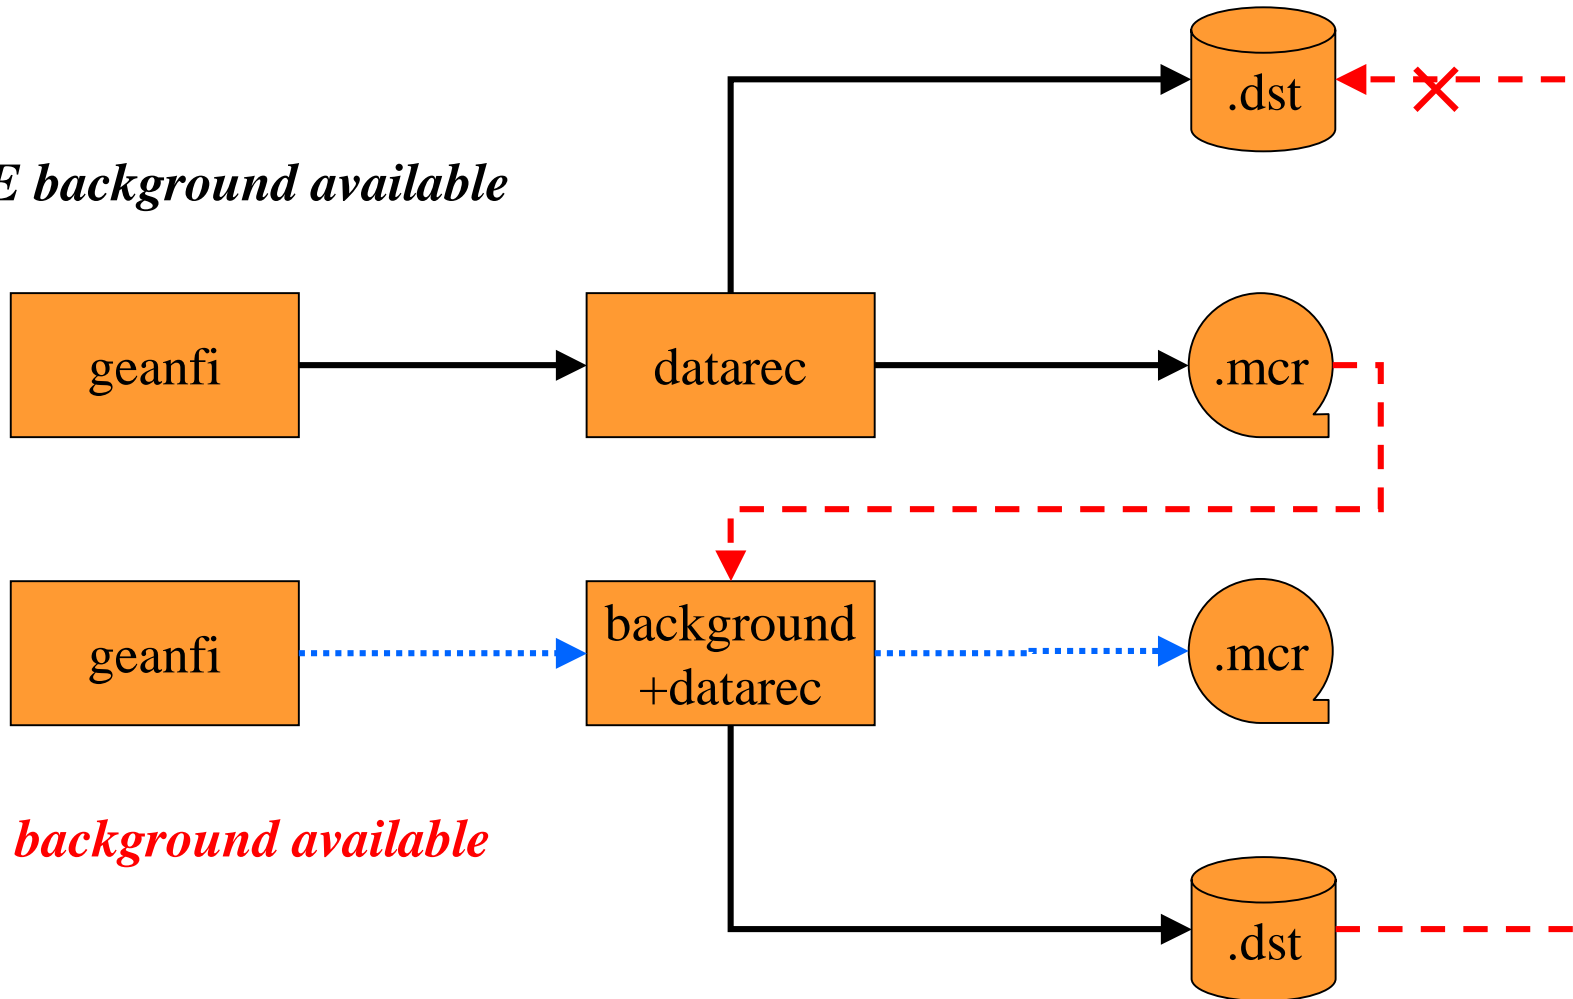 .dst
E background available
geanfi
datarec
.mcr
geanfi
background
+datarec
.mcr
background available
.dst